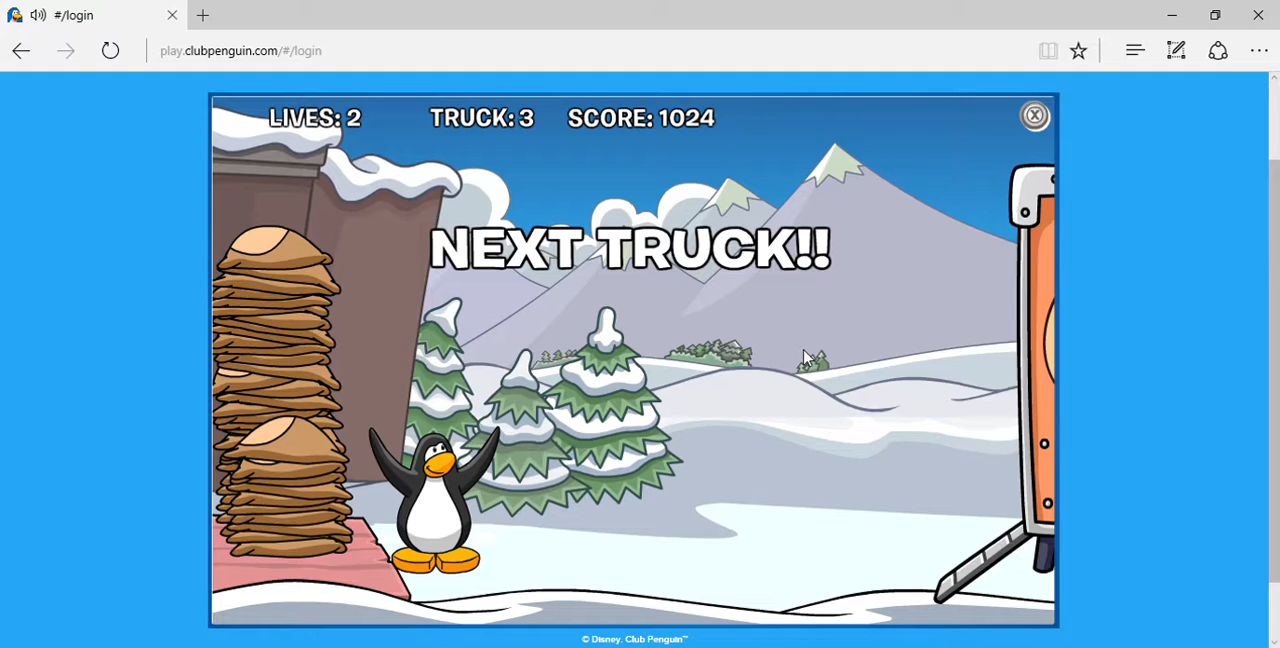 #/login
play.clubpenguin.com/#/login
LIVES: 2 TRUCK: 3 SCORE: 1024
NEXT TRUCK!!
© Disney. Club Penguin™